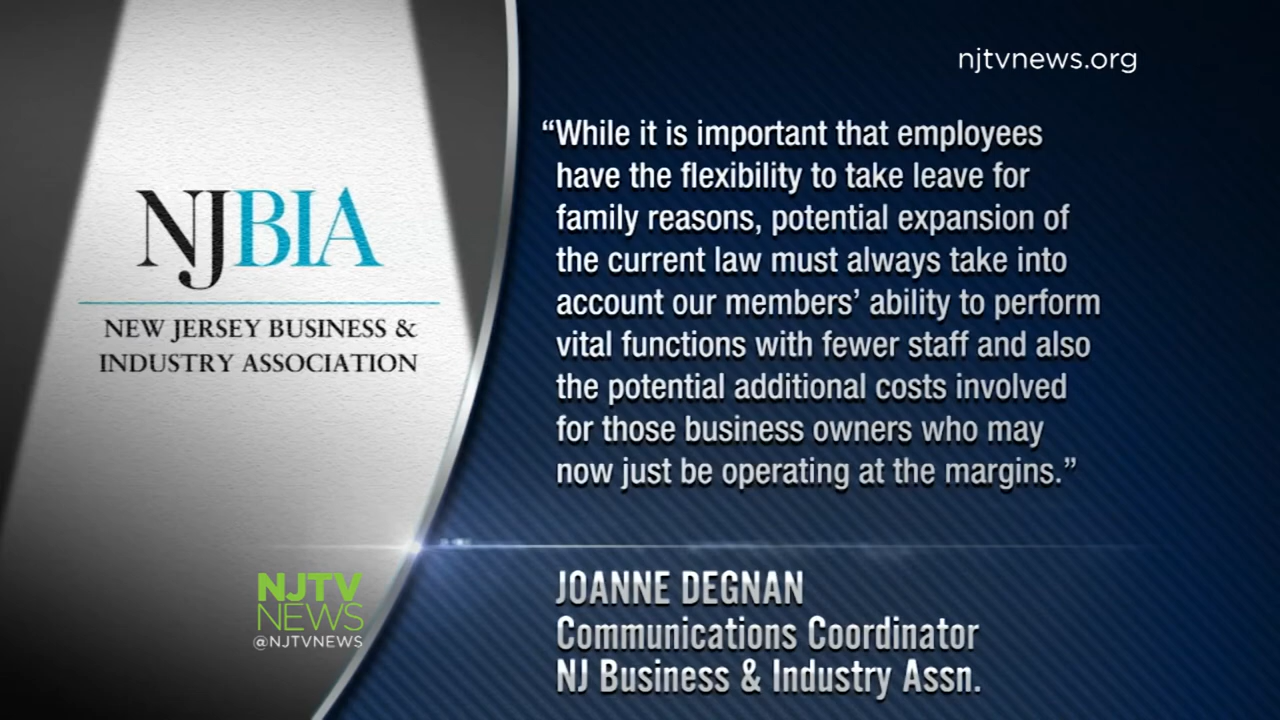 njtvnews.org
NJBIA
NEW JERSEY BUSINESS &
INDUSTRY ASSOCIATION
“While it is important that employees
have the flexibility to take leave for
family reasons, potential expansion of
the current law must always take into
account our members’ ability to perform
vital functions with fewer staff and also
the potential additional costs involved
for those business owners who may
now just be operating at the margins.”
JOANNE DEGNAN
Communications Coordinator
NJ Business & Industry Assn.
NJTV
NEWS
@NJTVNEWS